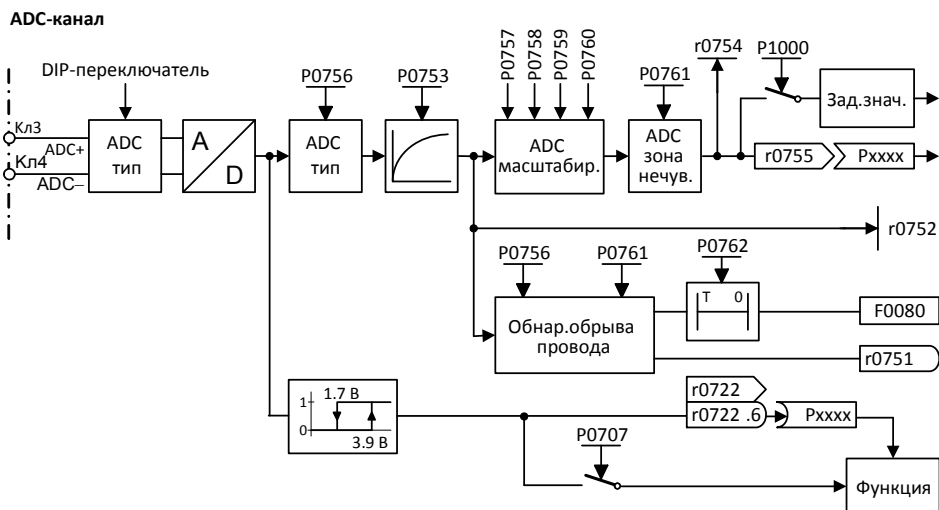 ADC-канал
DIP-переключатель
Кл3
ADC+
Кл4
ADC–
ADC
тип
A
D
P0756
ADC
тип
P0753
P0757
P0758
P0759
P0760
ADC
масштабир.
P0761
ADC
зона
нечув.
r0754
P1000
Зад.знач.
r0755
Pxxxx
r0752
P0756
P0761
Обнар.обрыва
провода
P0762
T 0
F0080
r0751
1.7 В
1
0
3.9 В
r0722
r0722 .6
Pxxxx
P0707
Функция